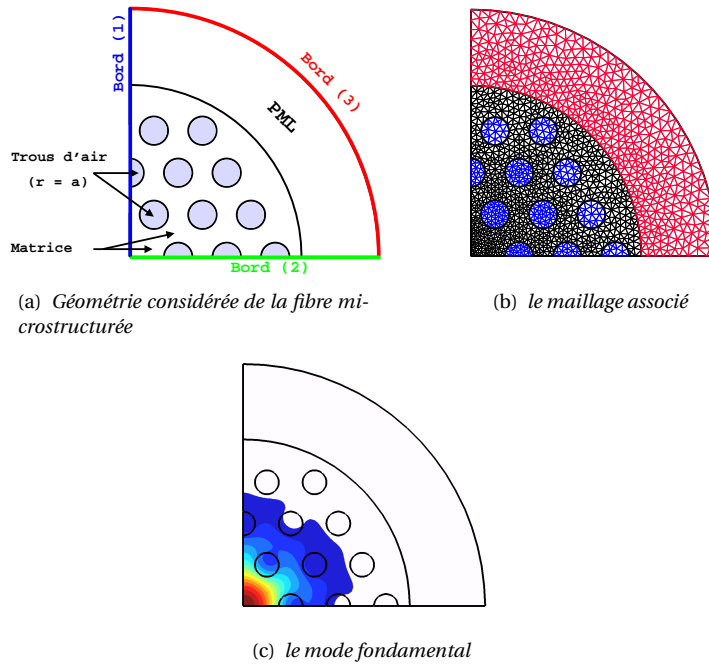 Bord (1)
Bord (3)
PML
Trous d'air
(r = a)
Matrice
Bord (2)
(a) Géométrie considérée de la fibre mi-
crostructurée
(b) le maillage associé
(c) le mode fondamental